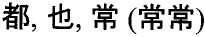 都, 也, 常 (常常)